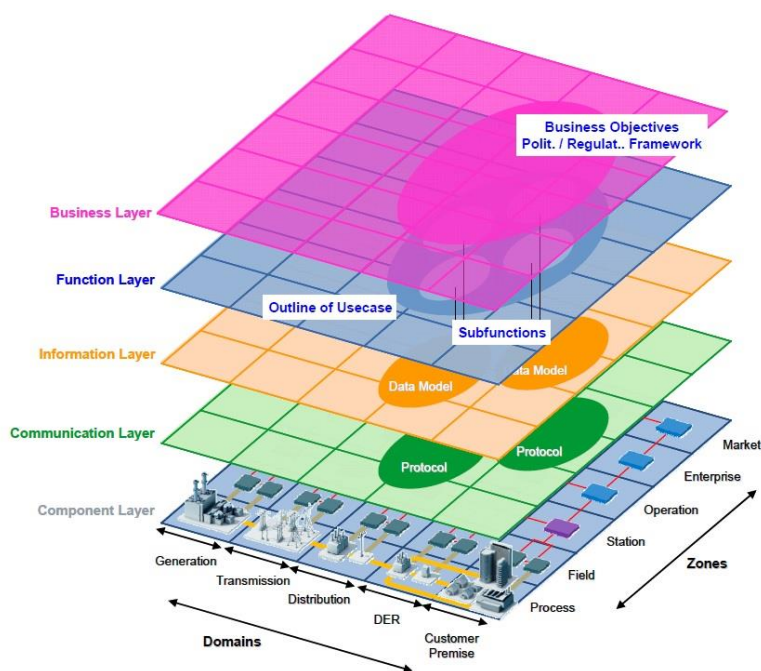 Business Objectives
Polit. / Regulat.. Framework
Business Layer
Function Layer
Outline of Usecase
Subfunctions
Information Layer
Data Model
ata Model
Communication Layer
Protocol
Protocol
Component Layer
Market
Enterprise
Operation
Station
Field
Process
Generation
Transmission
Distribution
DER
Customer
Premise
Domains
Zones